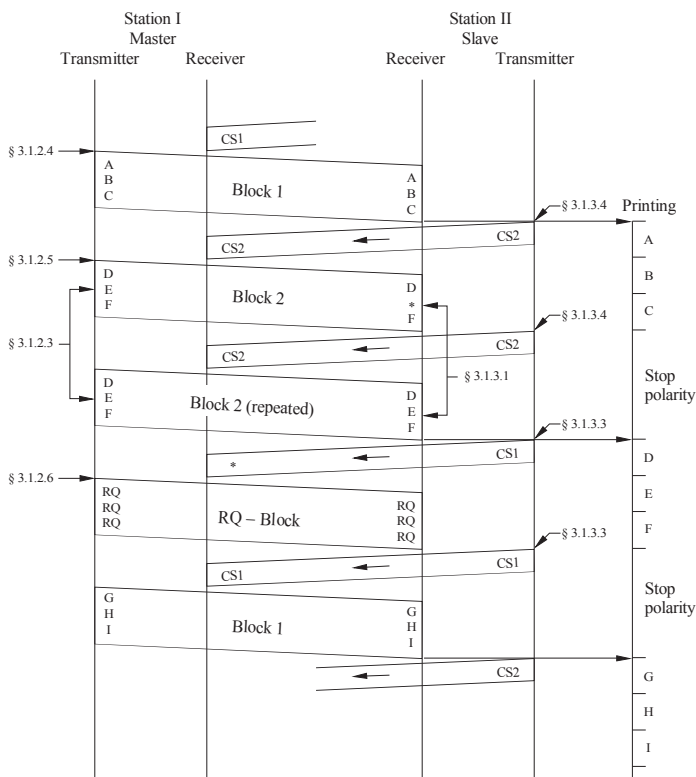 Station I
Master
Station II
Slave
Transmitter
Receiver
Receiver
Transmitter
CS1
§ 3.1.2.4
A
B
C
Block 1
A
B
C
§ 3.1.3.4
Printing
CS2
CS2
A
§ 3.1.2.5
B
D
E
F
Block 2
D
*
F
C
§ 3.1.3.4
§ 3.1.2.3
CS2
CS2
§ 3.1.3.1
Stop
polarity
D
E
F
Block 2 (repeated)
D
E
F
§ 3.1.3.3
*
CS1
D
§ 3.1.2.6
E
RQ
RQ
RQ
RQ – Block
RQ
RQ
RQ
F
§ 3.1.3.3
CS1
CS1
Stop
polarity
G
H
I
Block 1
G
H
I
CS2
G
H
I